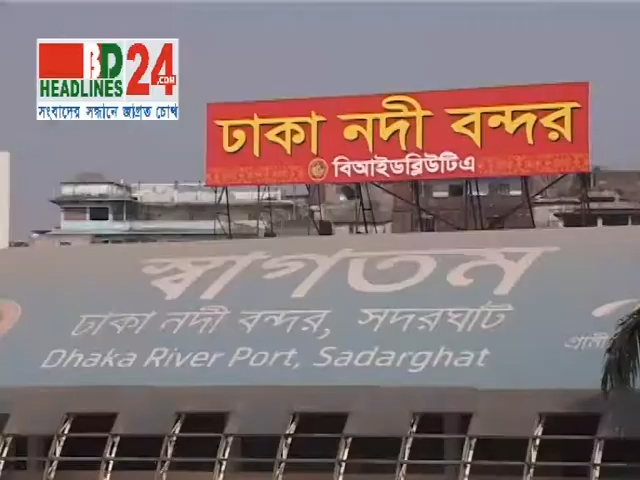 BD
HEADLINES 24
.COM
সংবাদের সন্ধানে জাগ্রত চোখ
ঢাকা নদী বন্দর
বিআইডব্লিউটিএ
স্বাগতম
ঢাকা নদী বন্দর, সদরঘাট
Dhaka River Port, Sadarghat